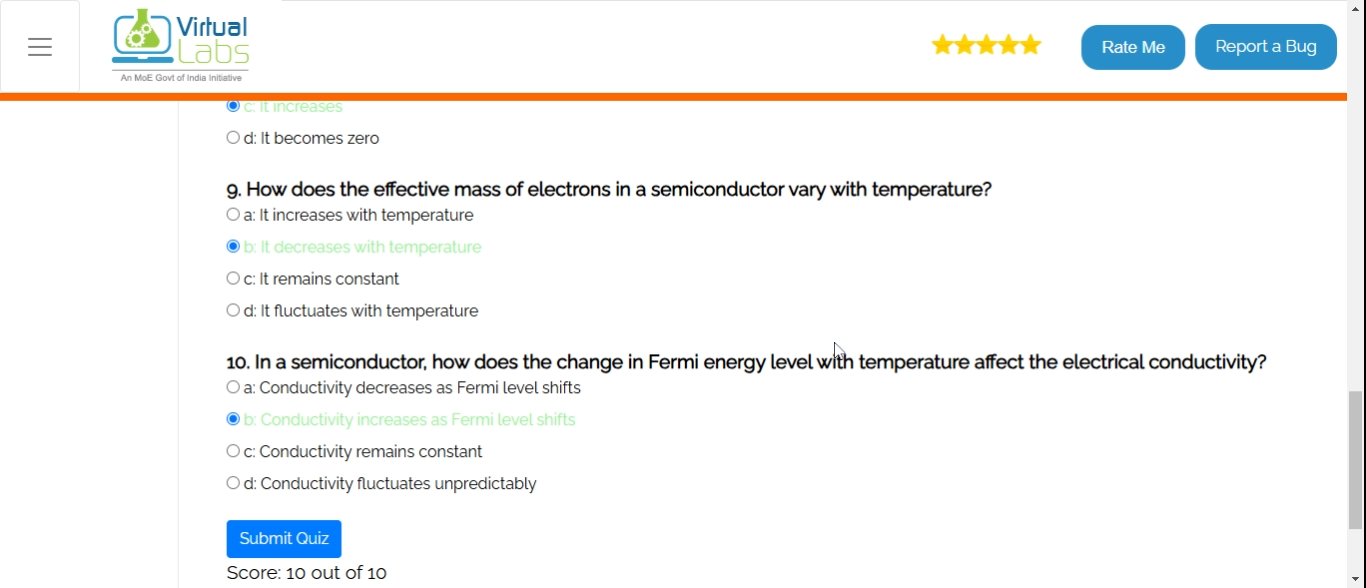 Virtual
Labs
An MoE Govt of India Initiative
Rate Me
Report a Bug
c: It increases
d: It becomes zero
9. How does the effective mass of electrons in a semiconductor vary with temperature?
a: It increases with temperature
b: It decreases with temperature
c: It remains constant
d: It fluctuates with temperature
10. In a semiconductor, how does the change in Fermi energy level with temperature affect the electrical conductivity?
a: Conductivity decreases as Fermi level shifts
b: Conductivity increases as Fermi level shifts
c: Conductivity remains constant
d: Conductivity fluctuates unpredictably
Submit Quiz
Score: 10 out of 10